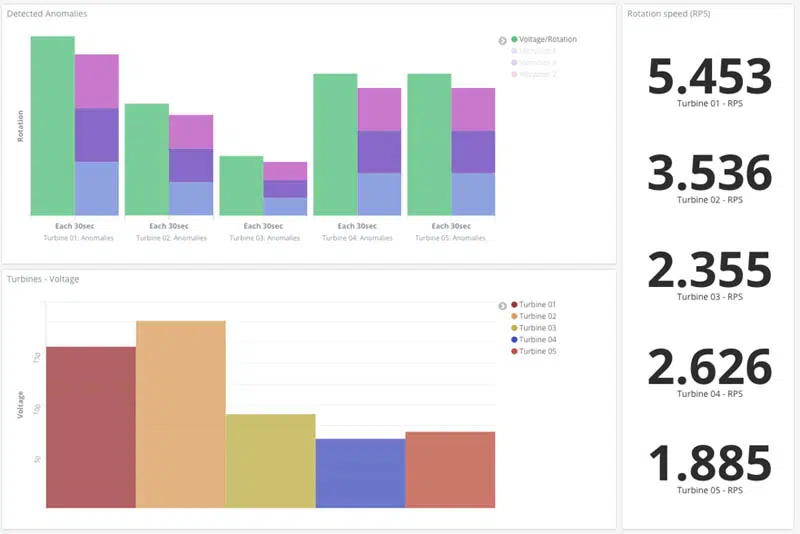 Detected Anomalies
Voltage/Rotation
Vibration X
Vibration Z
Rotation
Each 30sec
Each 30sec
Each 30sec
Each 30sec
Each 30sec
Turbine 01: Anomalies
Turbine 02: Anomalies
Turbine 03: Anomalies
Turbine 04: Anomalies
Turbine 05: Anomalies
Turbines - Voltage
Turbine 01
Turbine 02
Turbine 03
Turbine 04
Turbine 05
Voltage
150
100
50
Rotation speed (RPS)
5.453
Turbine 01 - RPS
3.536
Turbine 02 - RPS
2.355
Turbine 03 - RPS
2.626
Turbine 04 - RPS
1.885
Turbine 05 - RPS